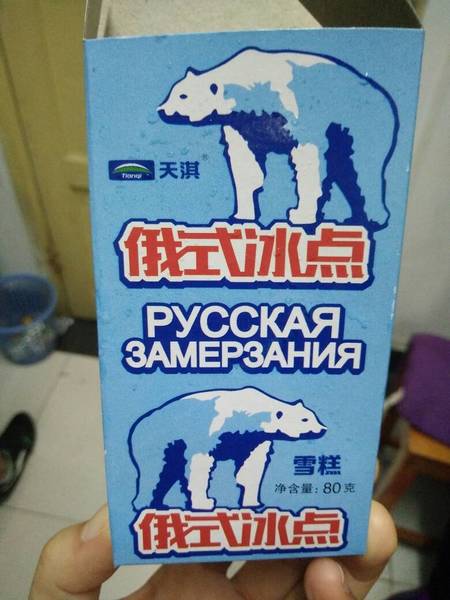 Tianqi 天淇®
俄式冰点
РУССКАЯ
ЗАМЕРЗАНИЯ
雪糕
净含量: 80克
俄式冰点